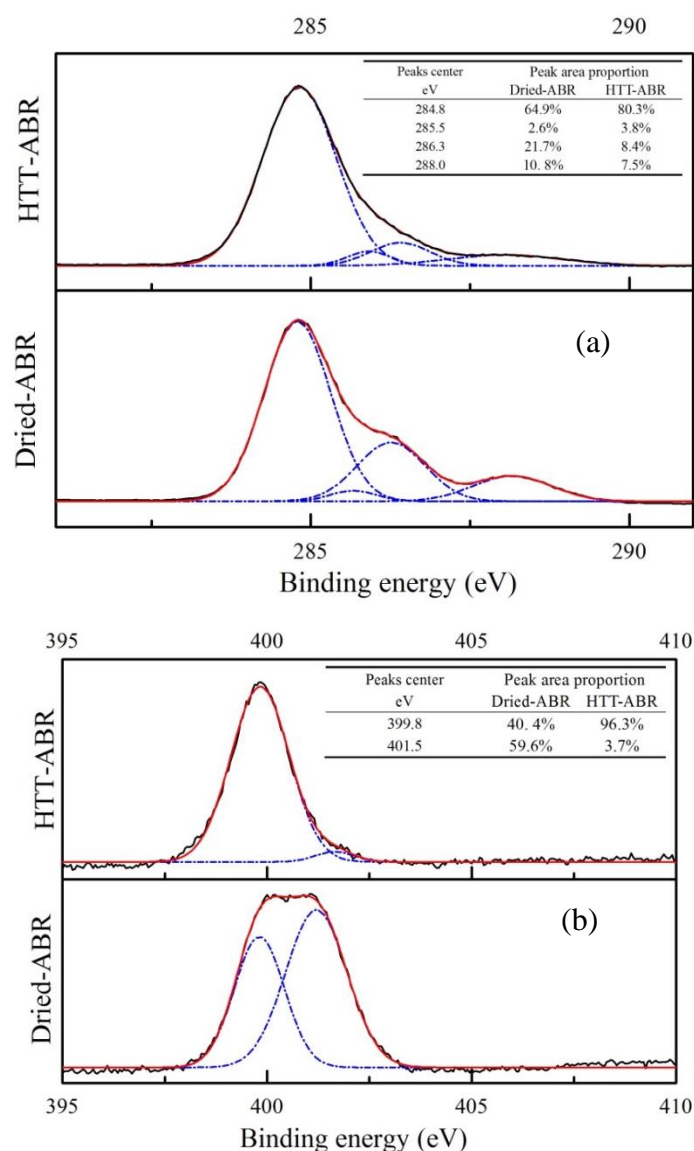 285 290
HTT-ABR
Peaks center Peak area proportion
eV Dried-ABR HTT-ABR
284.8 64.9% 80.3%
285.5 2.6% 3.8%
286.3 21.7% 8.4%
288.0 10. 8% 7.5%
Dried-ABR
(a)
285 290
Binding energy (eV)
395 400 405 410
HTT-ABR
Peaks center Peak area proportion
eV Dried-ABR HTT-ABR
399.8 40. 4% 96.3%
401.5 59.6% 3.7%
Dried-ABR
(b)
395 400 405 410
Binding energy (eV)